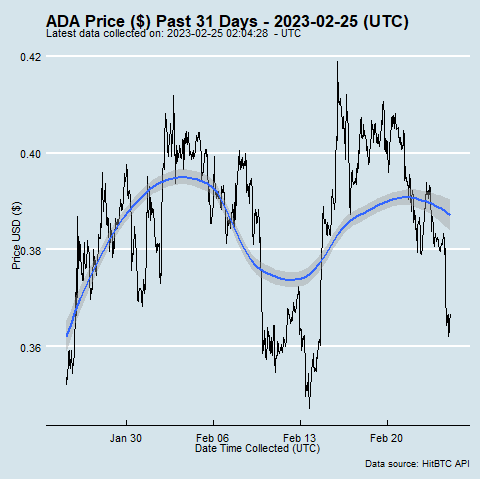 ADA Price ($) Past 31 Days - 2023-02-25 (UTC)
Latest data collected on: 2023-02-25 02:04:28 - UTC
0.42
0.40
0.38
0.36
Price USD ($)
Jan 30 Feb 06 Feb 13 Feb 20
Date Time Collected (UTC)
Data source: HitBTC API